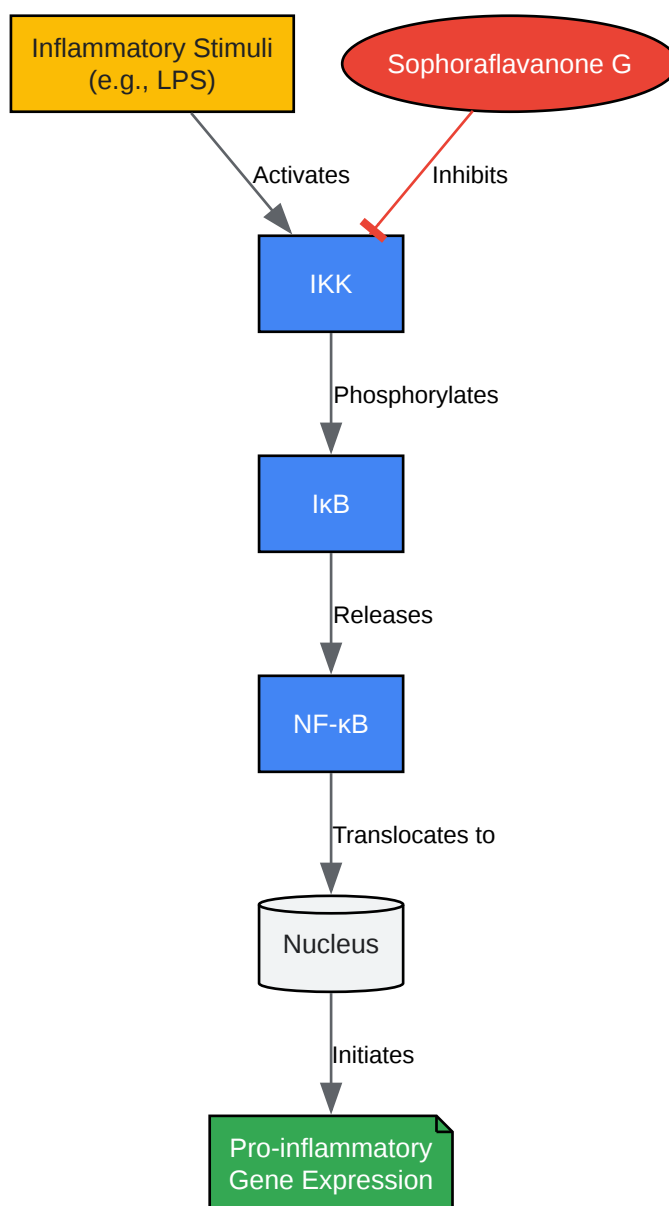 Inflammatory Stimuli
(e.g., LPS)
Sophoraflavanone G
Activates
Inhibits
IKK
Phosphorylates
IκB
Releases
NF-κB
Translocates to
Nucleus
Initiates
Pro-inflammatory
Gene Expression